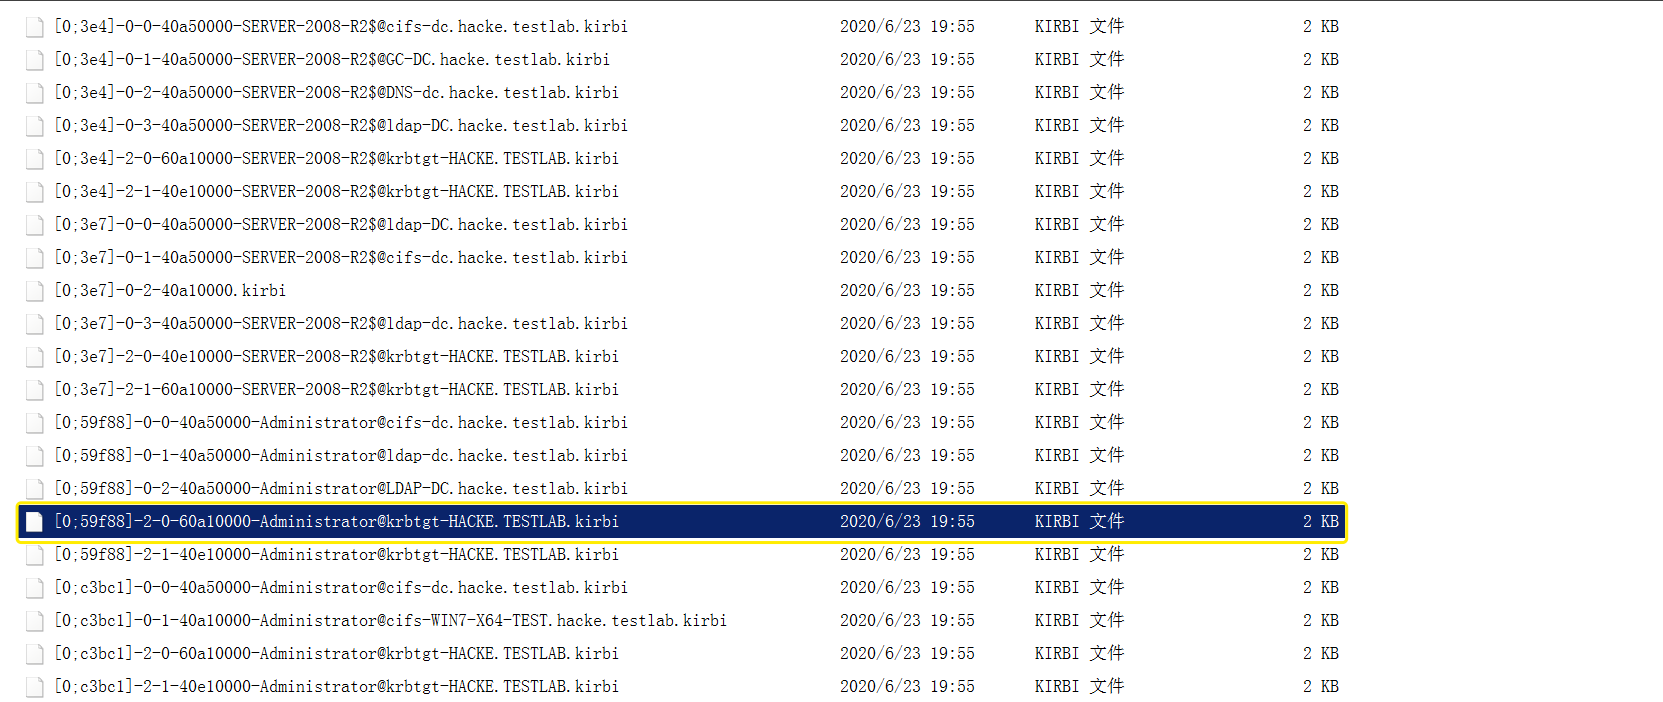 [0;3e4]-0-0-40a50000-SERVER-2008-R2$@cifs-dc.hacke.testlab.kirbi 2020/6/23 19:55 KIRBI 文件 2 KB
[0;3e4]-0-1-40a50000-SERVER-2008-R2$@GC-DC.hacke.testlab.kirbi 2020/6/23 19:55 KIRBI 文件 2 KB
[0;3e4]-0-2-40a50000-SERVER-2008-R2$@DNS-dc.hacke.testlab.kirbi 2020/6/23 19:55 KIRBI 文件 2 KB
[0;3e4]-0-3-40a50000-SERVER-2008-R2$@ldap-DC.hacke.testlab.kirbi 2020/6/23 19:55 KIRBI 文件 2 KB
[0;3e4]-2-0-60a10000-SERVER-2008-R2$@krbtgt-HACKE.TESTLAB.kirbi 2020/6/23 19:55 KIRBI 文件 2 KB
[0;3e4]-2-1-40e10000-SERVER-2008-R2$@krbtgt-HACKE.TESTLAB.kirbi 2020/6/23 19:55 KIRBI 文件 2 KB
[0;3e7]-0-0-40a50000-SERVER-2008-R2$@ldap-DC.hacke.testlab.kirbi 2020/6/23 19:55 KIRBI 文件 2 KB
[0;3e7]-0-1-40a50000-SERVER-2008-R2$@cifs-dc.hacke.testlab.kirbi 2020/6/23 19:55 KIRBI 文件 2 KB
[0;3e7]-0-2-40a10000.kirbi 2020/6/23 19:55 KIRBI 文件 2 KB
[0;3e7]-0-3-40a50000-SERVER-2008-R2$@ldap-dc.hacke.testlab.kirbi 2020/6/23 19:55 KIRBI 文件 2 KB
[0;3e7]-2-0-40e10000-SERVER-2008-R2$@krbtgt-HACKE.TESTLAB.kirbi 2020/6/23 19:55 KIRBI 文件 2 KB
[0;3e7]-2-1-60a10000-SERVER-2008-R2$@krbtgt-HACKE.TESTLAB.kirbi 2020/6/23 19:55 KIRBI 文件 2 KB
[0;59f88]-0-0-40a50000-Administrator@cifs-dc.hacke.testlab.kirbi 2020/6/23 19:55 KIRBI 文件 2 KB
[0;59f88]-0-1-40a50000-Administrator@ldap-dc.hacke.testlab.kirbi 2020/6/23 19:55 KIRBI 文件 2 KB
[0;59f88]-0-2-40a50000-Administrator@LDAP-DC.hacke.testlab.kirbi 2020/6/23 19:55 KIRBI 文件 2 KB
[0;59f88]-2-0-60a10000-Administrator@krbtgt-HACKE.TESTLAB.kirbi 2020/6/23 19:55 KIRBI 文件 2 KB
[0;59f88]-2-1-40e10000-Administrator@krbtgt-HACKE.TESTLAB.kirbi 2020/6/23 19:55 KIRBI 文件 2 KB
[0;c3bc1]-0-0-40a50000-Administrator@cifs-dc.hacke.testlab.kirbi 2020/6/23 19:55 KIRBI 文件 2 KB
[0;c3bc1]-0-1-40a10000-Administrator@cifs-WIN7-X64-TEST.hacke.testlab.kirbi 2020/6/23 19:55 KIRBI 文件 2 KB
[0;c3bc1]-2-0-60a10000-Administrator@krbtgt-HACKE.TESTLAB.kirbi 2020/6/23 19:55 KIRBI 文件 2 KB
[0;c3bc1]-2-1-40e10000-Administrator@krbtgt-HACKE.TESTLAB.kirbi 2020/6/23 19:55 KIRBI 文件 2 KB